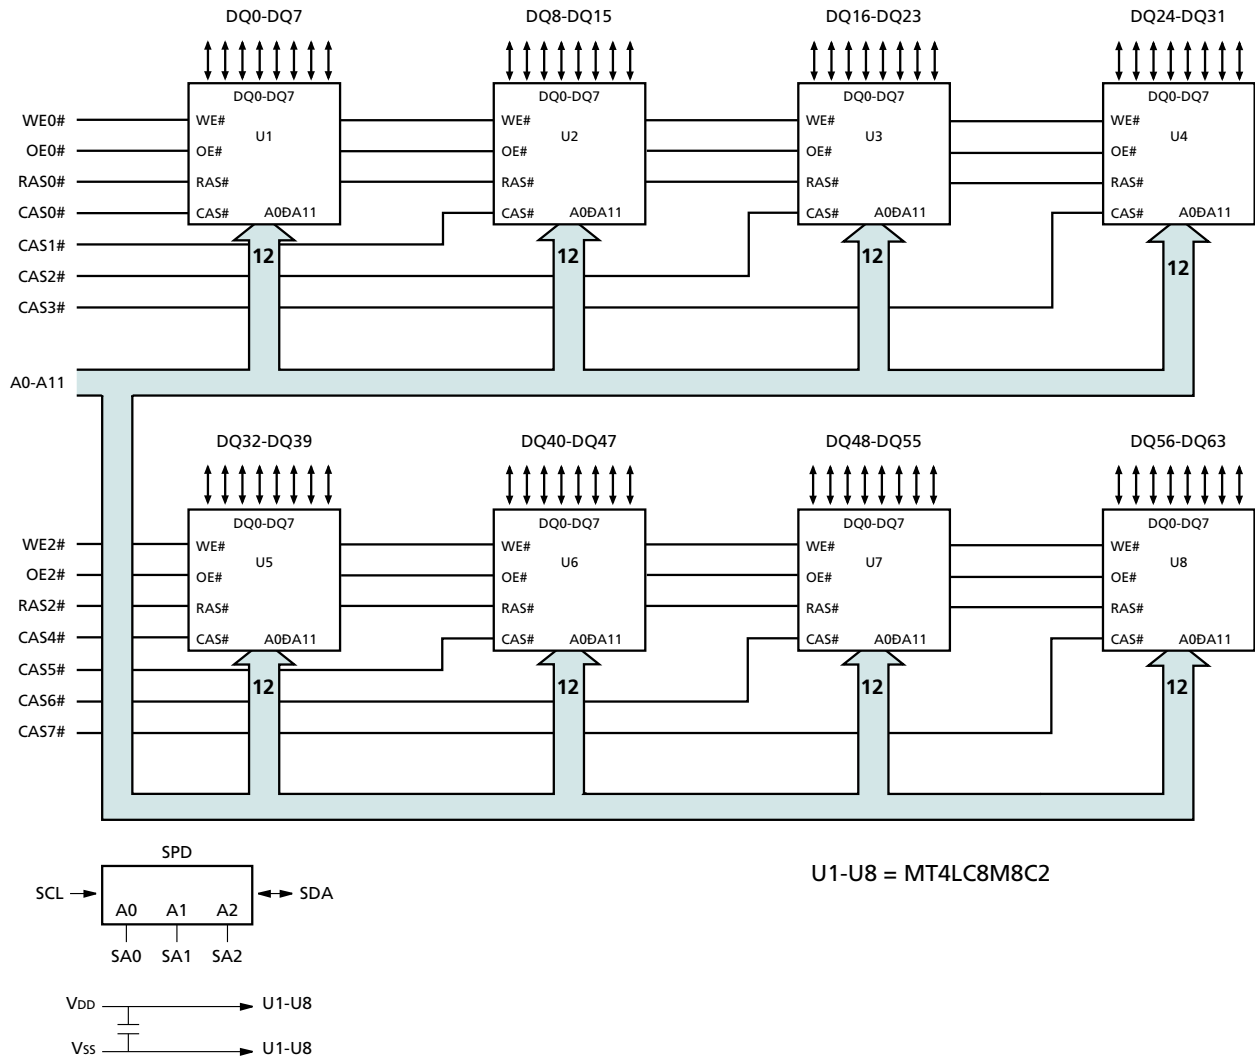 DQ0-DQ7 DQ8-DQ15 DQ16-DQ23 DQ24-DQ31
DQ0-DQ7 DQ0-DQ7 DQ0-DQ7 DQ0-DQ7
WE0# WE# WE# WE# WE#
U1 U2 U3 U4
OE0# OE# OE# OE# OE#
RAS0# RAS# RAS# RAS# RAS#
CAS0# CAS# A0ÐA11 CAS# A0ÐA11 CAS# A0ÐA11 CAS# A0ÐA11
CAS1#
12 12 12 12
CAS2#
CAS3#
A0-A11
DQ32-DQ39 DQ40-DQ47 DQ48-DQ55 DQ56-DQ63
DQ0-DQ7 DQ0-DQ7 DQ0-DQ7 DQ0-DQ7
WE2# WE# WE# WE# WE#
U5 U6 U7 U8
OE2# OE# OE# OE# OE#
RAS2# RAS# RAS# RAS# RAS#
CAS4# CAS# A0ÐA11 CAS# A0ÐA11 CAS# A0ÐA11 CAS# A0ÐA11
CAS5#
12 12 12 12
CAS6#
CAS7#
SPD
U1-U8 = MT4LC8M8C2
SCL SDA
A0 A1 A2
SA0 SA1 SA2
VDD U1-U8
VSS U1-U8